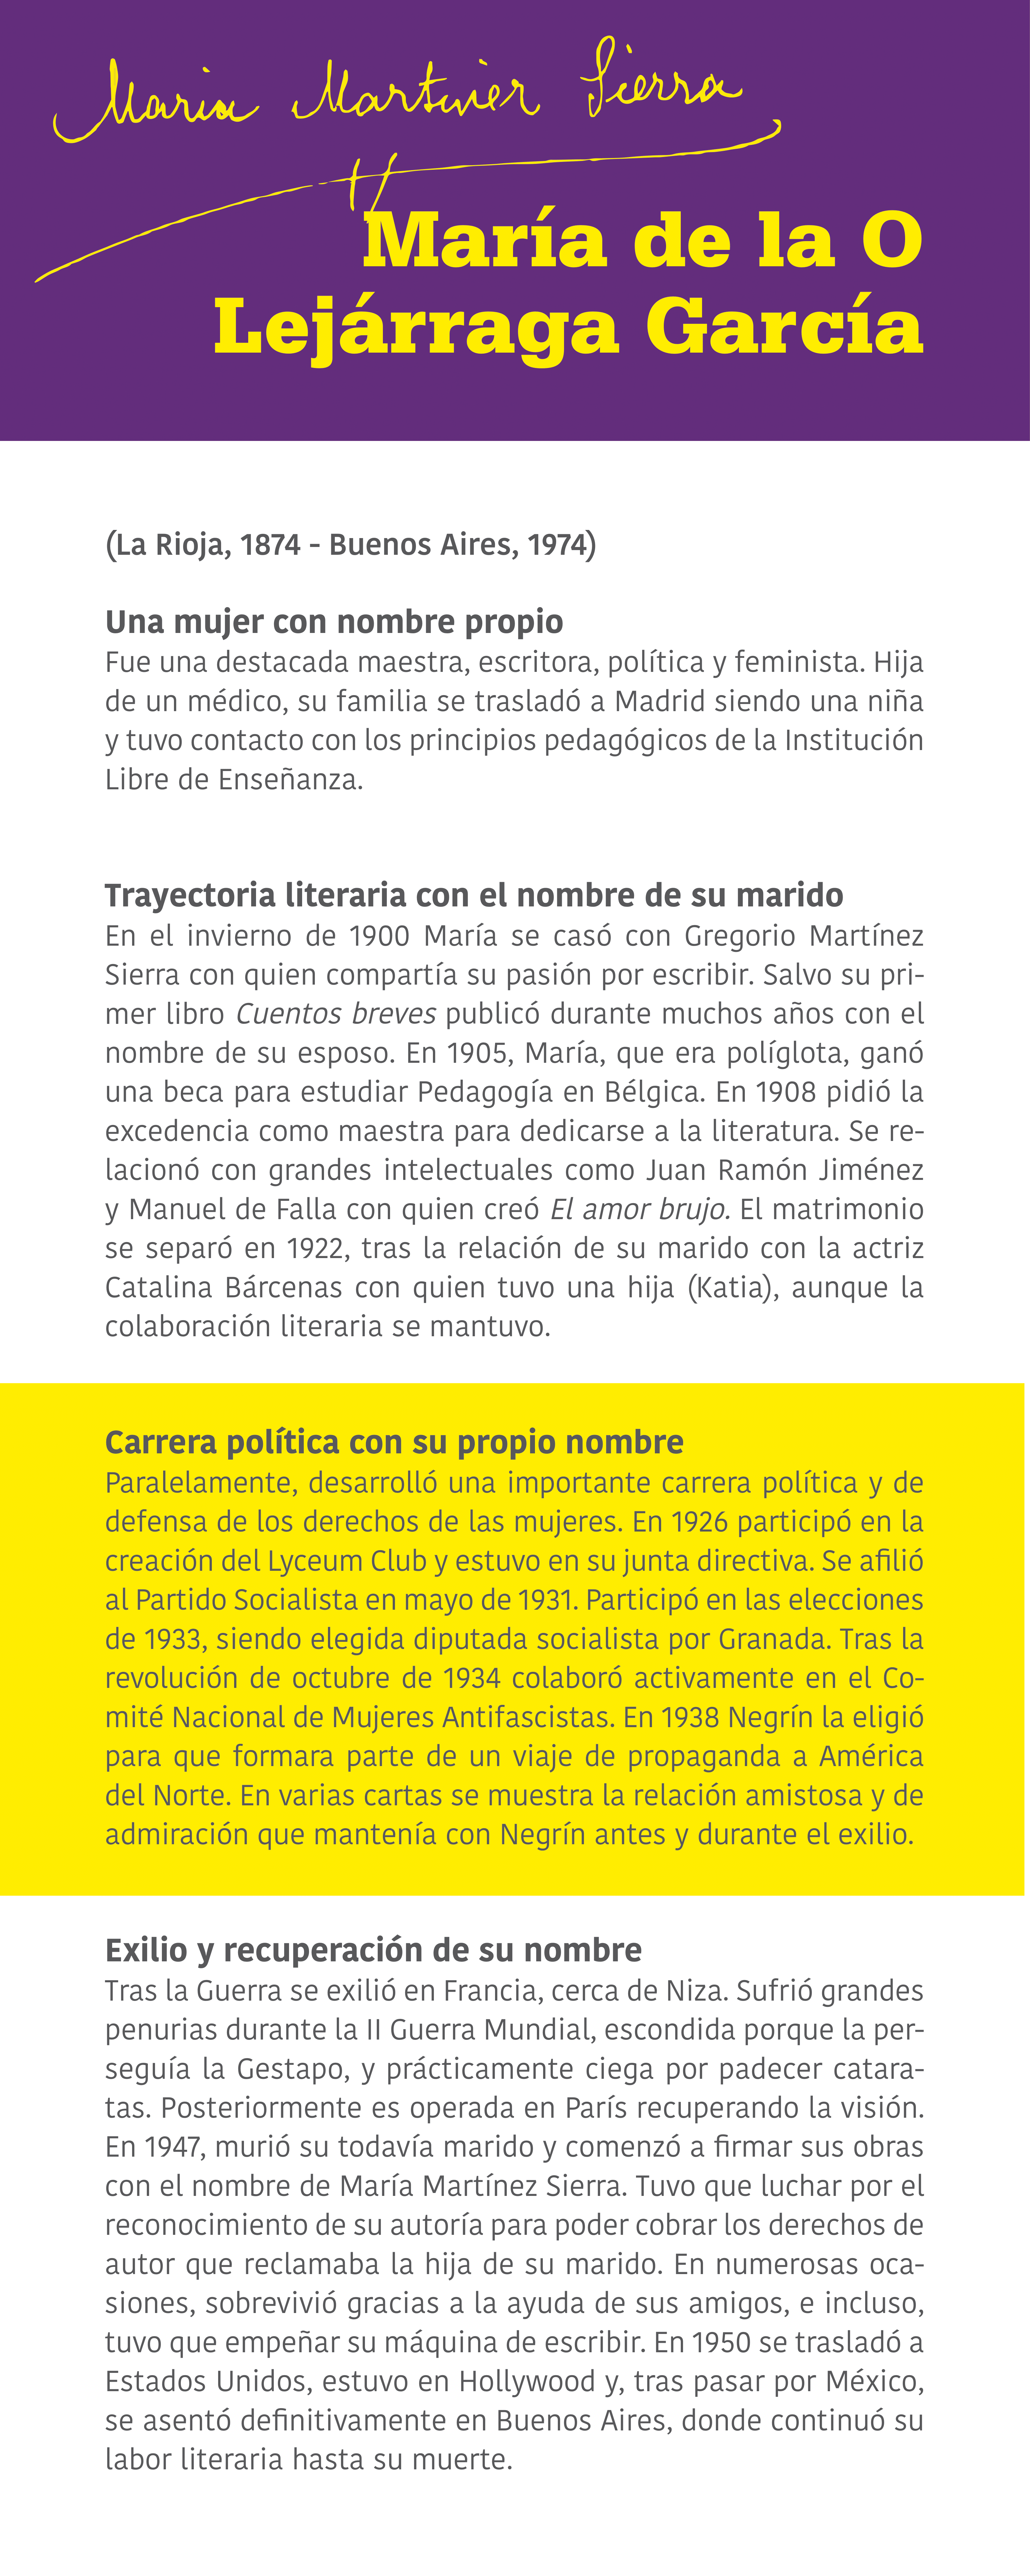 Maria Martinez Sierra
María de la O
Lejárraga García
(La Rioja, 1874 - Buenos Aires, 1974)
Una mujer con nombre propio
Fue una destacada maestra, escritora, política y feminista. Hija
de un médico, su familia se trasladó a Madrid siendo una niña
y tuvo contacto con los principios pedagógicos de la Institución
Libre de Enseñanza.
Trayectoria literaria con el nombre de su marido
En el invierno de 1900 María se casó con Gregorio Martínez
Sierra con quien compartía su pasión por escribir. Salvo su pri-
mer libro Cuentos breves publicó durante muchos años con el
nombre de su esposo. En 1905, María, que era políglota, ganó
una beca para estudiar Pedagogía en Bélgica. En 1908 pidió la
excedencia como maestra para dedicarse a la literatura. Se re-
lacionó con grandes intelectuales como Juan Ramón Jiménez
y Manuel de Falla con quien creó El amor brujo. El matrimonio
se separó en 1922, tras la relación de su marido con la actriz
Catalina Bárcenas con quien tuvo una hija (Katia), aunque la
colaboración literaria se mantuvo.
Carrera política con su propio nombre
Paralelamente, desarrolló una importante carrera política y de
defensa de los derechos de las mujeres. En 1926 participó en la
creación del Lyceum Club y estuvo en su junta directiva. Se afilió
al Partido Socialista en mayo de 1931. Participó en las elecciones
de 1933, siendo elegida diputada socialista por Granada. Tras la
revolución de octubre de 1934 colaboró activamente en el Co-
mité Nacional de Mujeres Antifascistas. En 1938 Negrín la eligió
para que formara parte de un viaje de propaganda a América
del Norte. En varias cartas se muestra la relación amistosa y de
admiración que mantenía con Negrín antes y durante el exilio.
Exilio y recuperación de su nombre
Tras la Guerra se exilió en Francia, cerca de Niza. Sufrió grandes
penurias durante la II Guerra Mundial, escondida porque la per-
seguía la Gestapo, y prácticamente ciega por padecer catara-
tas. Posteriormente es operada en París recuperando la visión.
En 1947, murió su todavía marido y comenzó a firmar sus obras
con el nombre de María Martínez Sierra. Tuvo que luchar por el
reconocimiento de su autoría para poder cobrar los derechos de
autor que reclamaba la hija de su marido. En numerosas oca-
siones, sobrevivió gracias a la ayuda de sus amigos, e incluso,
tuvo que empeñar su máquina de escribir. En 1950 se trasladó a
Estados Unidos, estuvo en Hollywood y, tras pasar por México,
se asentó definitivamente en Buenos Aires, donde continuó su
labor literaria hasta su muerte.